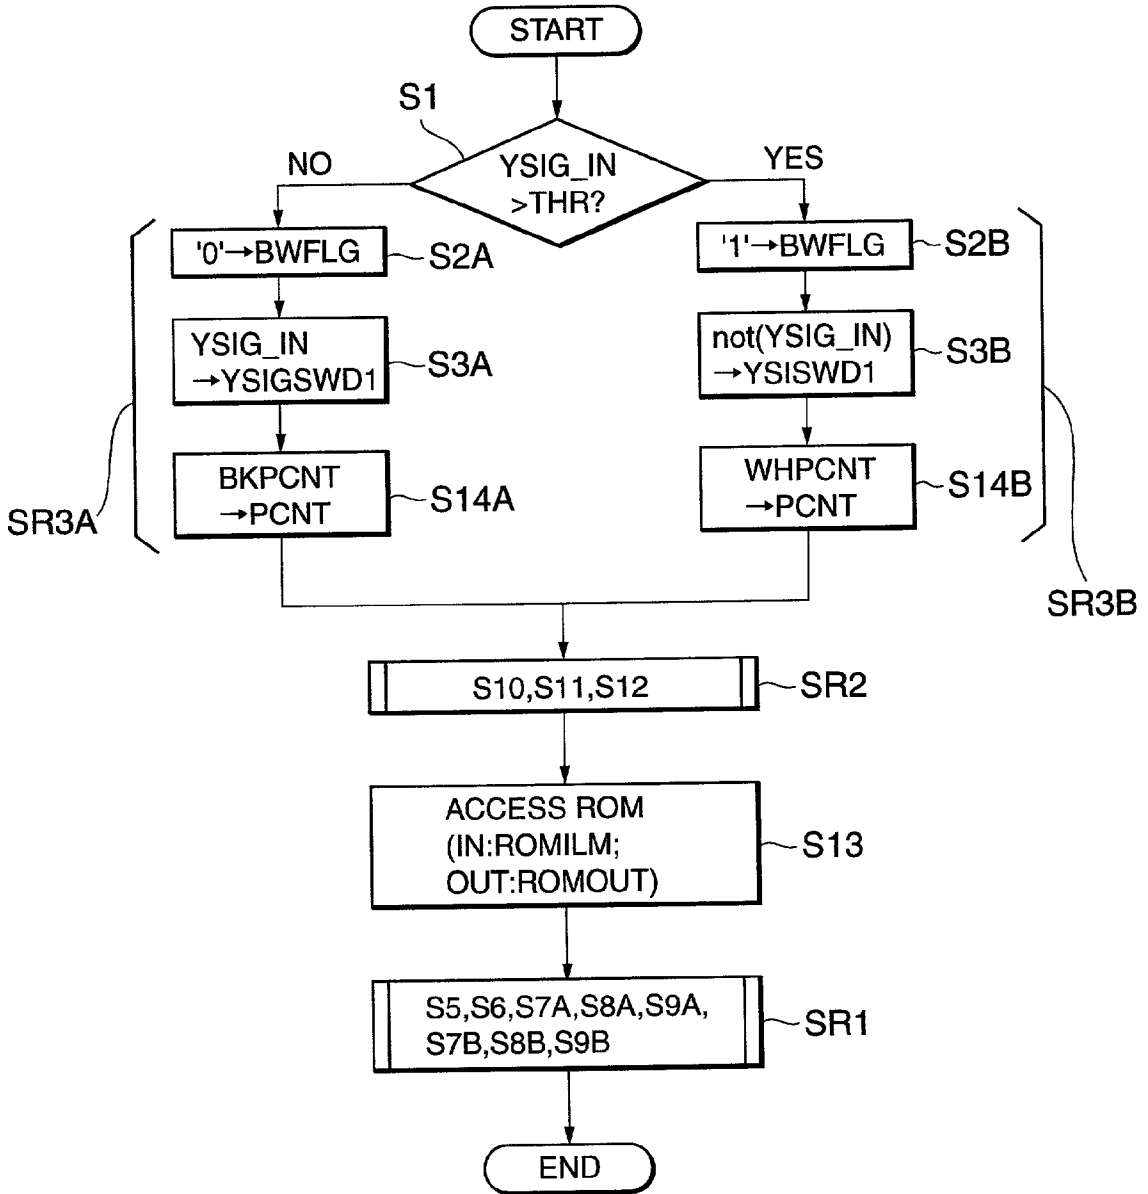 START
S1
YSIG_IN
>THR?
NO
YES
'0'→BWFLG
S2A
'1'→BWFLG
S2B
YSIG_IN
→YSIGSWD1
S3A
not(YSIG_IN)
→YSISWD1
S3B
BKPCNT
→PCNT
S14A
WHPCNT
→PCNT
S14B
SR3A
SR3B
S10,S11,S12
SR2
ACCESS ROM
(IN:ROMILM;
OUT:ROMOUT)
S13
S5,S6,S7A,S8A,S9A,
S7B,S8B,S9B
SR1
END